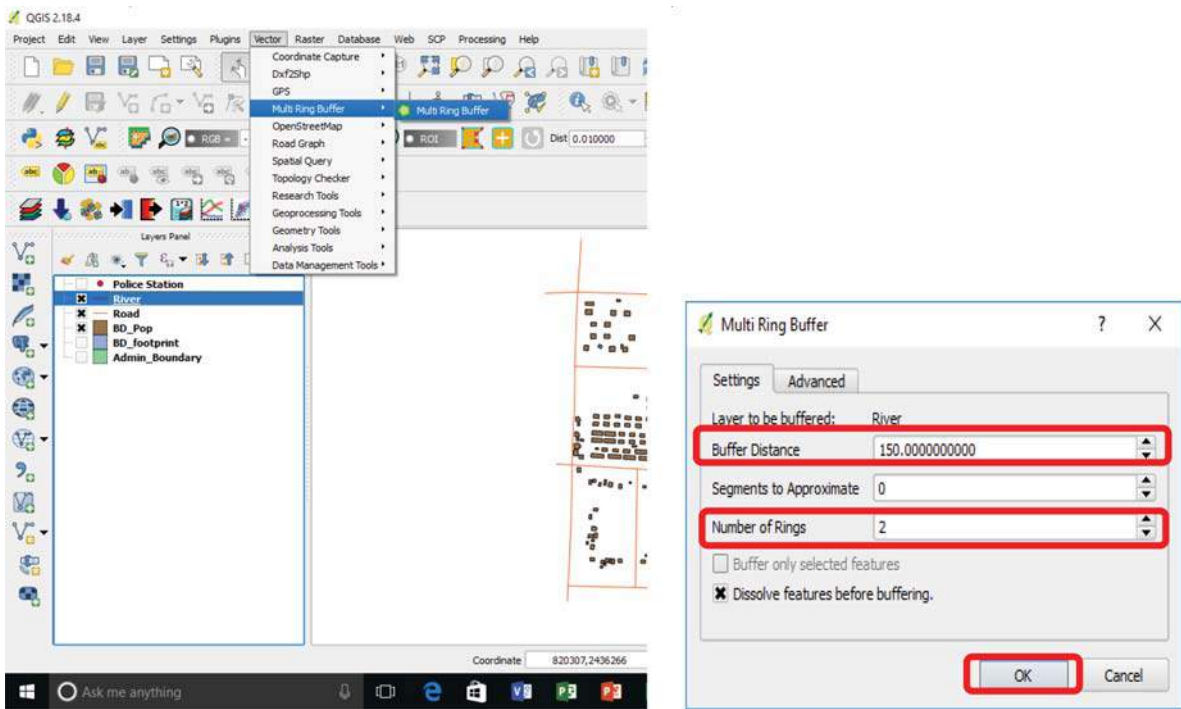 QGIS 2.18.4
Project Edit View Layer Settings Plugins Vector Raster Database Web SCP Processing Help
Coordinate Capture
Dxf2Shp
GPS
Multi Ring Buffer
Multi Ring Buffer
OpenStreetMap
Road Graph
Spatial Query
Topology Checker
Research Tools
Geoprocessing Tools
Geometry Tools
Analysis Tools
Data Management Tools
RGB =
ROI
Dist 0.010000
abc
Layers Panel
Police Station
River
Road
BD_Pop
BD_footprint
Admin_Boundary
Coordinate 820307,2436266
Ask me anything
Multi Ring Buffer ? X
Settings Advanced
Layer to be buffered: River
Buffer Distance 150.0000000000
Segments to Approximate 0
Number of Rings 2
Buffer only selected features
Dissolve features before buffering.
OK Cancel